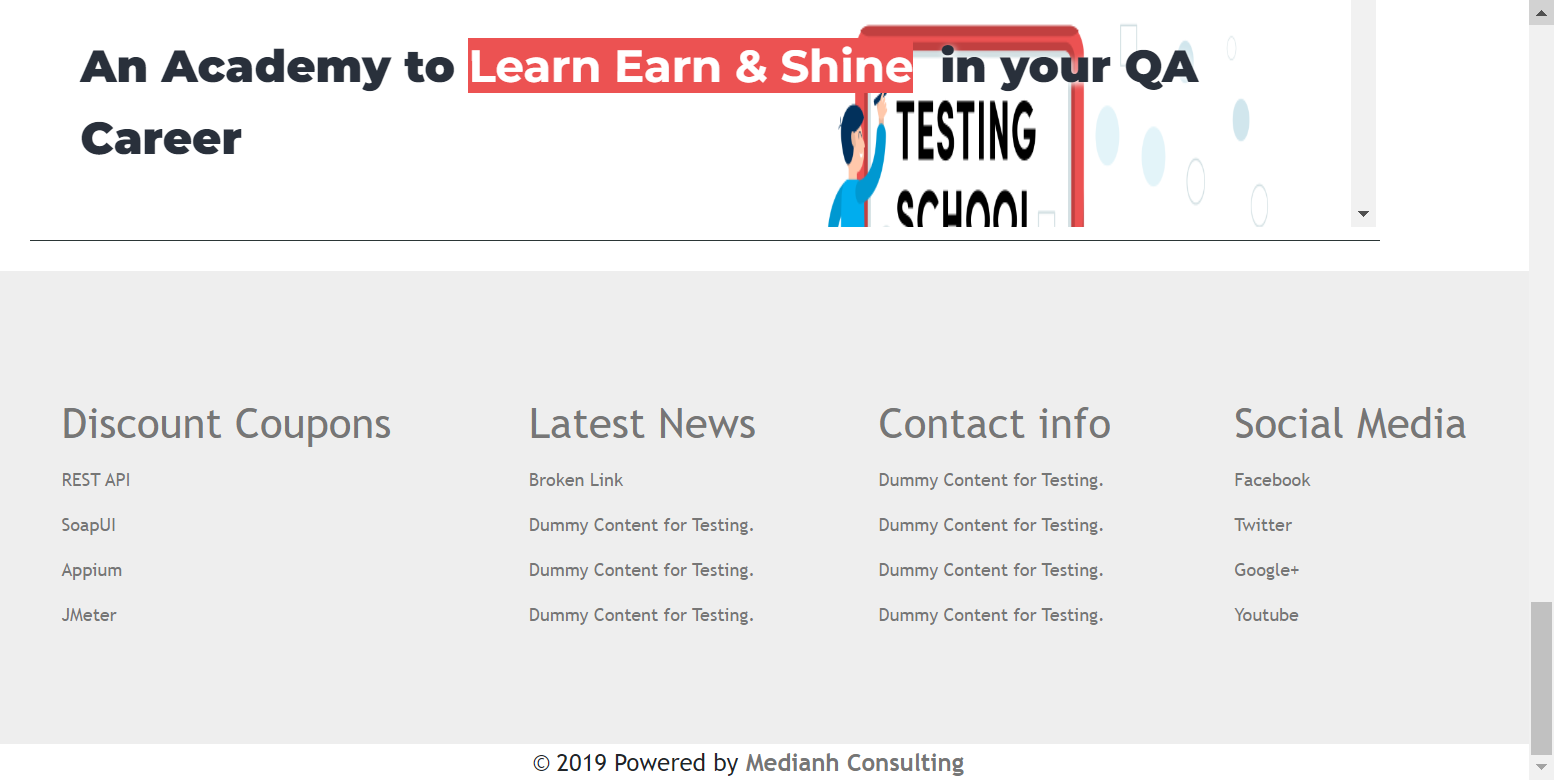 An Academy to Learn Earn & Shine in your QA
Career
TESTING
SCHOOL
Discount Coupons
REST API
SoapUI
Appium
JMeter
Latest News
Broken Link
Dummy Content for Testing.
Dummy Content for Testing.
Dummy Content for Testing.
Contact info
Dummy Content for Testing.
Dummy Content for Testing.
Dummy Content for Testing.
Dummy Content for Testing.
Social Media
Facebook
Twitter
Google+
Youtube
© 2019 Powered by Medianh Consulting